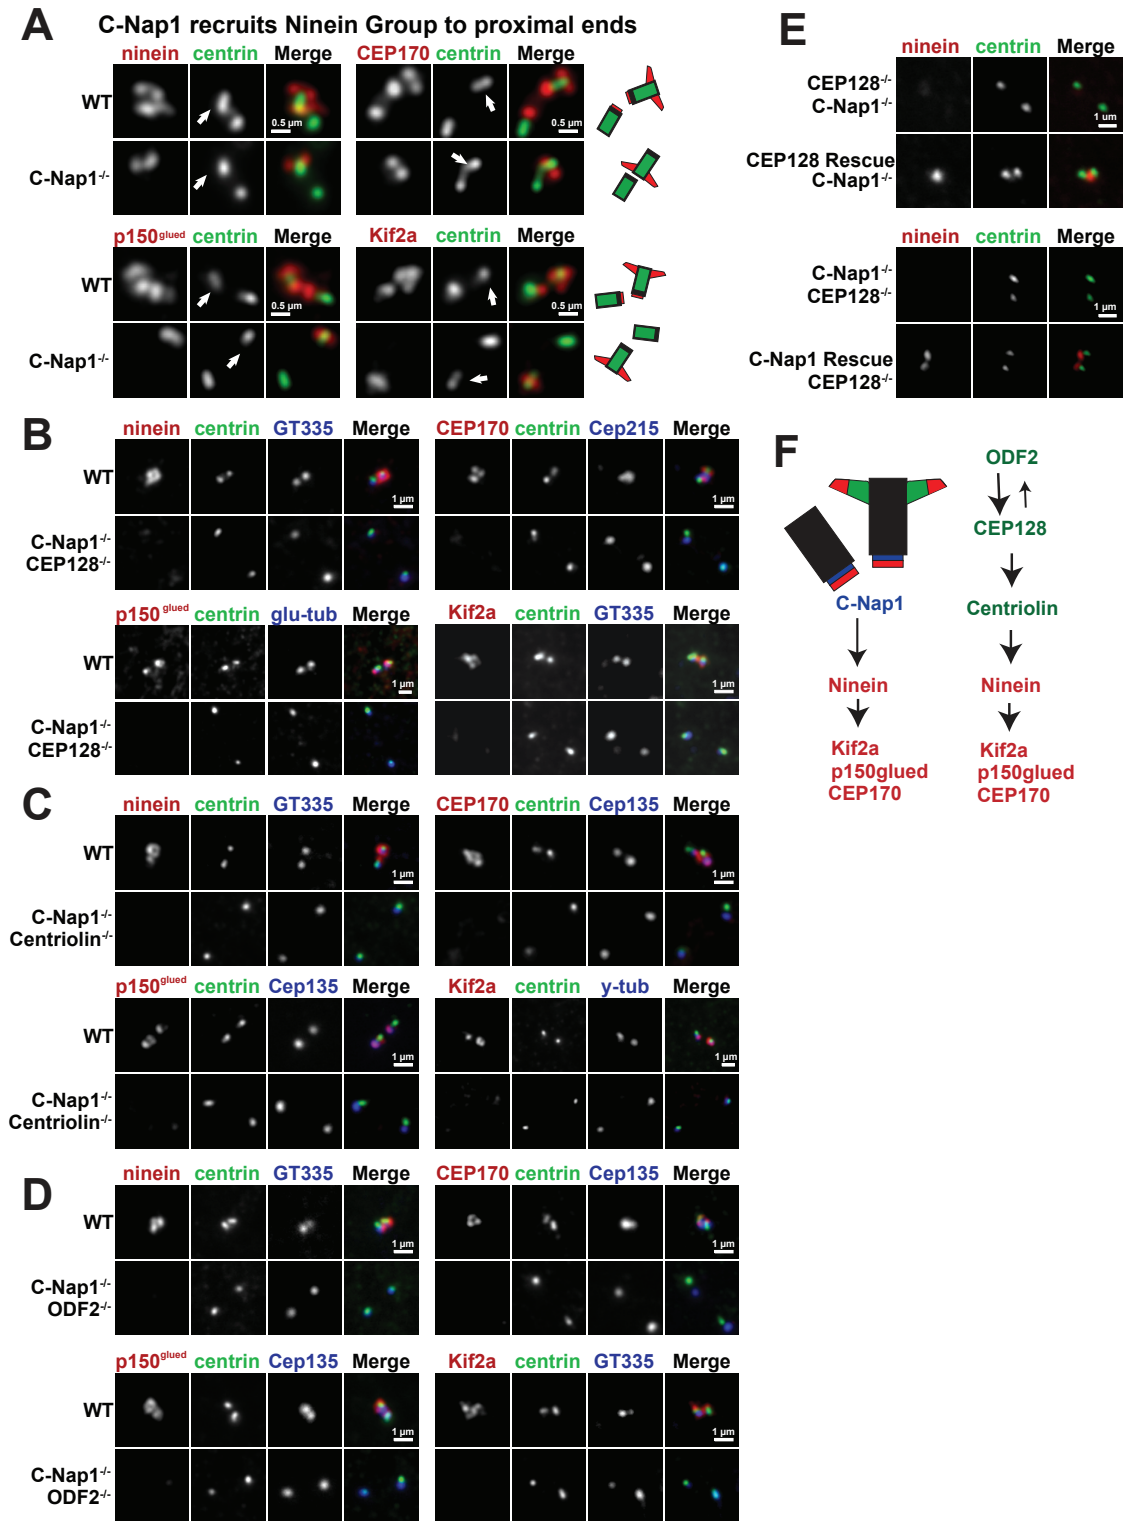 A
C-Nap1 recruits Ninein Group to proximal ends
ninein centrin Merge
CEP170 centrin Merge
WT
0.5 µm
0.5 µm
C-Nap1-/-
p150glued centrin Merge
Kif2a centrin Merge
WT
0.5 µm
C-Nap1-/-
B
ninein centrin GT335 Merge
CEP170 centrin Cep215 Merge
WT
1 µm
1 µm
C-Nap1-/-
CEP128-/-
p150glued centrin glu-tub Merge
Kif2a centrin GT335 Merge
WT
1 µm
1 µm
C-Nap1-/-
CEP128-/-
C
ninein centrin GT335 Merge
CEP170 centrin Cep135 Merge
WT
1 µm
1 µm
C-Nap1-/-
Centriolin-/-
p150glued centrin Cep135 Merge
Kif2a centrin y-tub Merge
WT
1 µm
1 µm
C-Nap1-/-
Centriolin-/-
D
ninein centrin GT335 Merge
CEP170 centrin Cep135 Merge
WT
1 µm
1 µm
C-Nap1-/-
ODF2-/-
p150glued centrin Cep135 Merge
Kif2a centrin GT335 Merge
WT
1 µm
1 µm
C-Nap1-/-
ODF2-/-
E
ninein centrin Merge
CEP128-/-
C-Nap1-/-
1 um
CEP128 Rescue
C-Nap1-/-
ninein centrin Merge
C-Nap1-/-
CEP128-/-
1 µm
C-Nap1 Rescue
CEP128-/-
F
ODF2
CEP128
C-Nap1
Centriolin
Ninein
Ninein
Kif2a
p150glued
CEP170
Kif2a
p150glued
CEP170